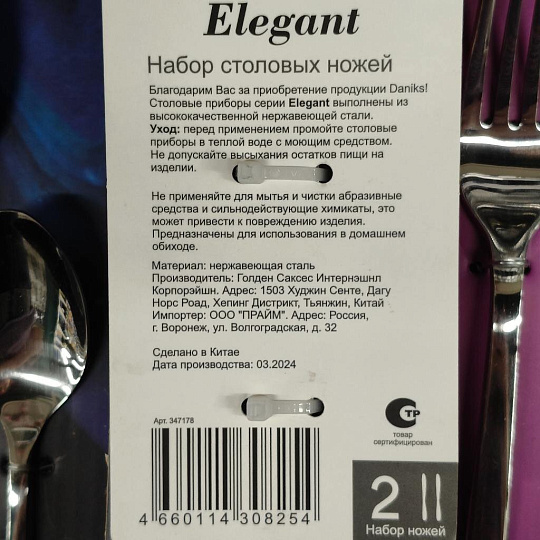 Elegant
Набор столовых ножей
Благодарим Вас за приобретение продукции Daniks!
Столовые приборы серии Elegant выполнены из
высококачественной нержавеющей стали.
Уход: перед применением промойте столовые
приборы в теплой воде с моющим средством.
Не допускайте высыхания остатков пищи на
изделии.
Не применяйте для мытья и чистки абразивные
средства и сильнодействующие химикаты, это
может привести к повреждению изделия.
Предназначены для использования в домашнем
обиходе.
Материал: нержавеющая сталь
Производитель: Голден Саксес Интернэшнл
Корпорэйшн. Адрес: 1503 Худжин Сенте, Дагу
Норс Роад, Хепинг Дистрикт, Тьянжин, Китай
Импортер: ООО "ПРАЙМ". Адрес: Россия,
г. Воронеж, ул. Волгоградская, д. 32
Сделано в Китае
Дата производства: 03.2024
Арт. 347178
4 660114 308254
СТР
товар
сертифицирован
2
Набор ножей